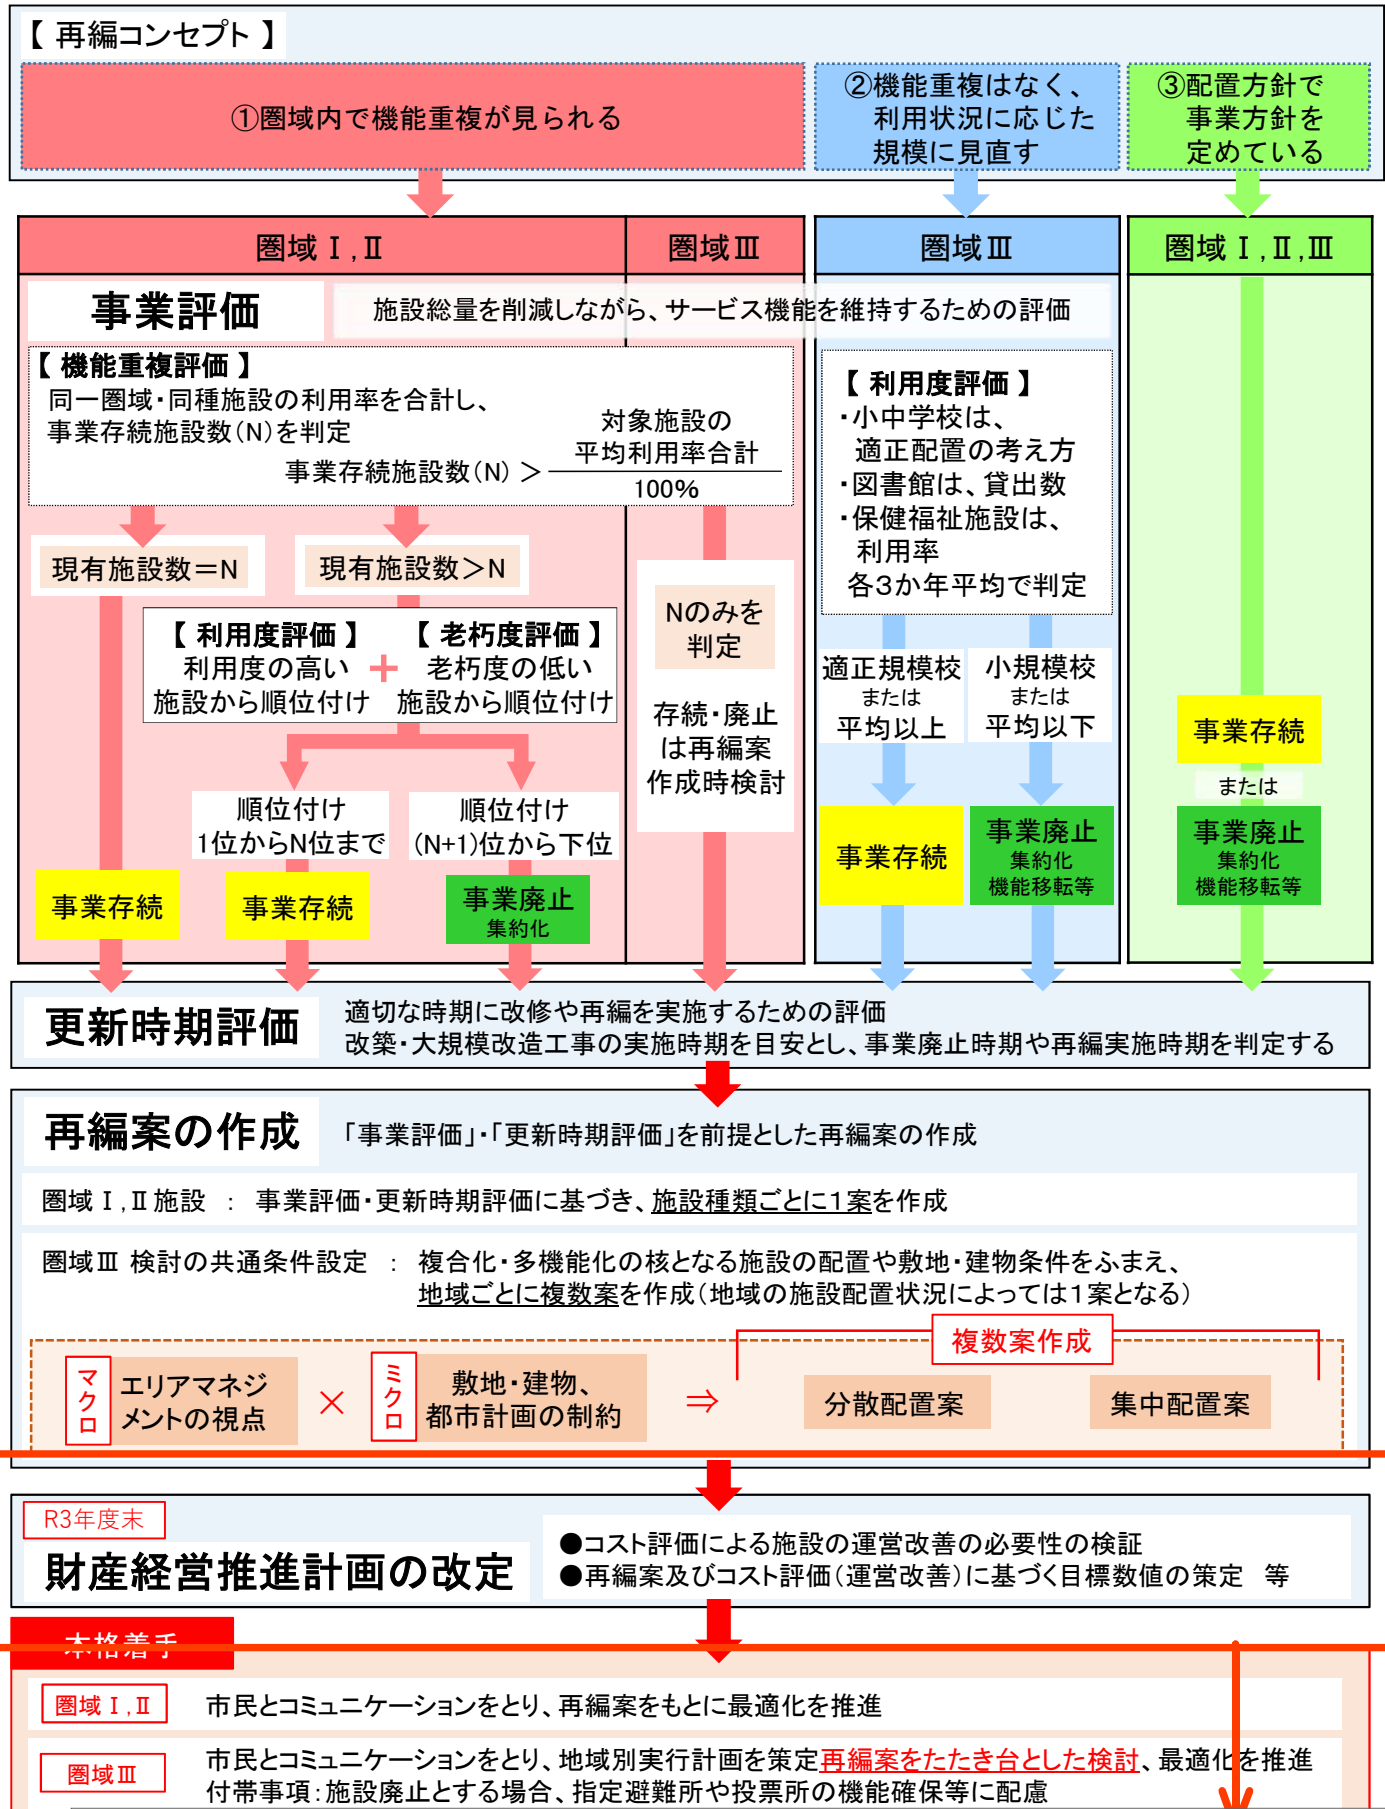 【 再編コンセプト 】
①圏域内で機能重複が見られる
②機能重複はなく、
利用状況に応じた
規模に見直す
③配置方針で
事業方針を
定めている
圏域Ⅰ,Ⅱ
圏域Ⅲ
圏域Ⅲ
圏域Ⅰ,Ⅱ,Ⅲ
事業評価
施設総量を削減しながら、サービス機能を維持するための評価
【 機能重複評価 】
同一圏域・同種施設の利用率を合計し、
事業存続施設数(N)を判定
事業存続施設数(N) >
対象施設の
平均利用率合計
100%
現有施設数=N
現有施設数>N
【 利用度評価 】
利用度の高い
施設から順位付け
+
【 老朽度評価 】
老朽度の低い
施設から順位付け
順位付け
1位からN位まで
順位付け
(N+1)位から下位
事業存続
事業存続
事業廃止
集約化
Nのみを
判定
存続・廃止
は再編案
作成時検討
【 利用度評価 】
・小中学校は、
適正配置の考え方
・図書館は、貸出数
・保健福祉施設は、
利用率
各3か年平均で判定
適正規模校
または
平均以上
小規模校
または
平均以下
事業存続
事業廃止
集約化
機能移転等
事業存続
または
事業廃止
集約化
機能移転等
更新時期評価
適切な時期に改修や再編を実施するための評価
改築・大規模改造工事の実施時期を目安とし、事業廃止時期や再編実施時期を判定する
再編案の作成
「事業評価」・「更新時期評価」を前提とした再編案の作成
圏域Ⅰ,Ⅱ施設 : 事業評価・更新時期評価に基づき、施設種類ごとに1案を作成
圏域Ⅲ 検討の共通条件設定 : 複合化・多機能化の核となる施設の配置や敷地・建物条件をふまえ、
地域ごとに複数案を作成(地域の施設配置状況によっては1案となる)
複数案作成
マクロ
エリアマネジ
メントの視点
×
ミクロ
敷地・建物、
都市計画の制約
⇒
分散配置案
集中配置案
R3年度末
財産経営推進計画の改定
●コスト評価による施設の運営改善の必要性の検証
●再編案及びコスト評価(運営改善)に基づく目標数値の策定 等
本格着手
圏域Ⅰ,Ⅱ
市民とコミュニケーションをとり、再編案をもとに最適化を推進
圏域Ⅲ
市民とコミュニケーションをとり、地域別実行計画を策定再編案をたたき台とした検討、最適化を推進
付帯事項:施設廃止とする場合、指定避難所や投票所の機能確保等に配慮